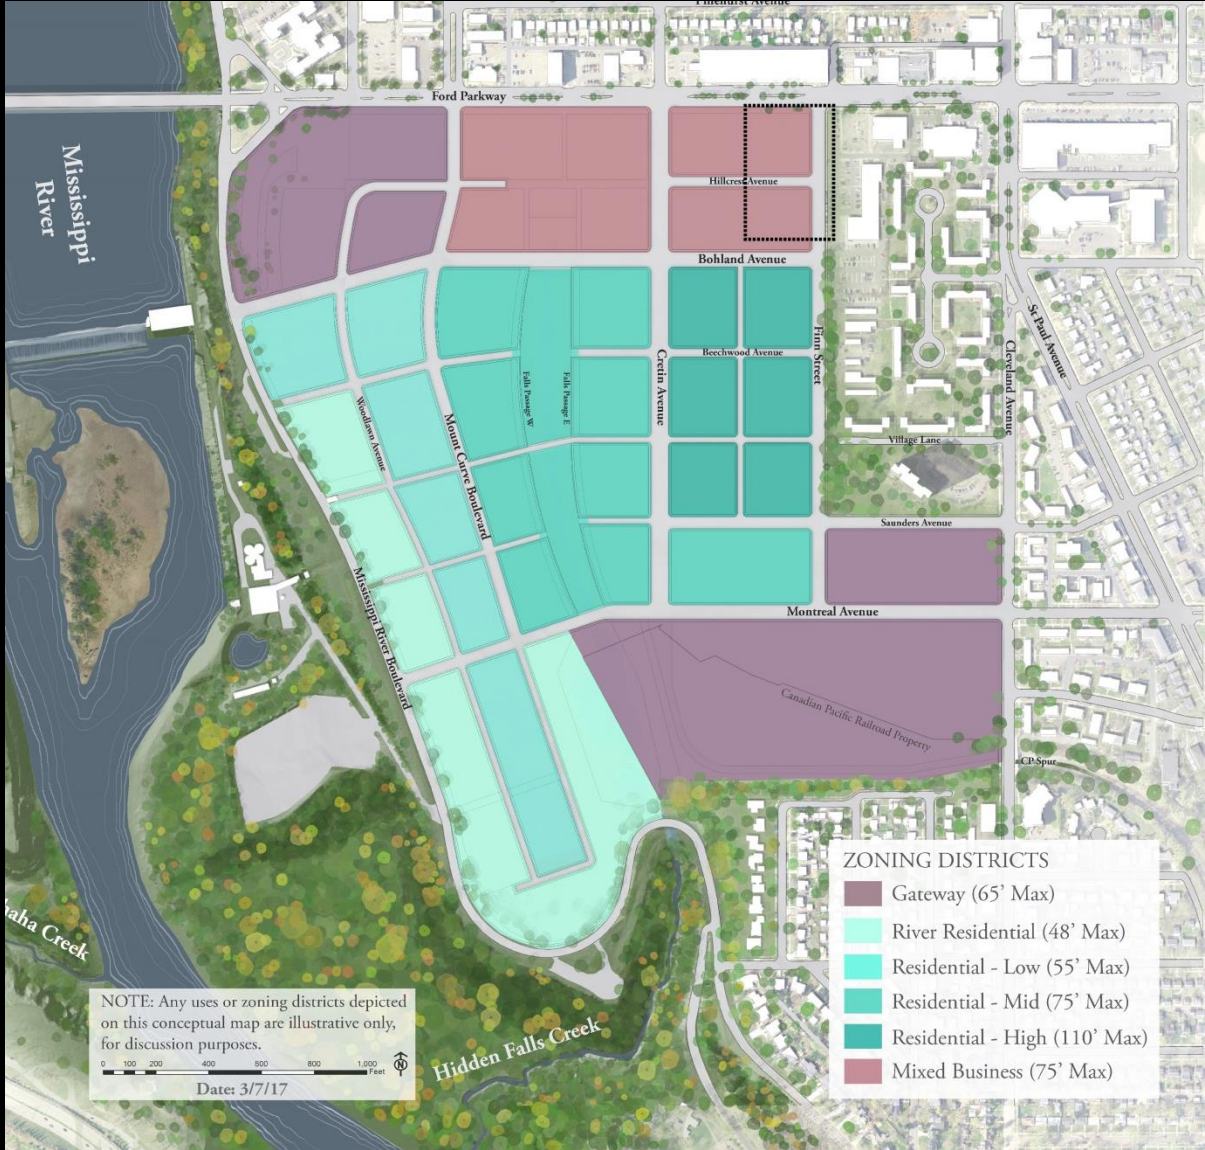 Pinehurst Avenue
Ford Parkway
Mississippi
River
Hillcrest Avenue
Bohland Avenue
Finn Street
Cretin Avenue
Beechwood Avenue
St Paul Avenue
Cleveland Avenue
Falls Passage W
Falls Passage E
Woodlawn Avenue
Mount Curve Boulevard
Village Lane
Saunders Avenue
Mississippi River Boulevard
Montreal Avenue
Canadian Pacific Railroad Property
CP Spur
haha Creek
Hidden Falls Creek
ZONING DISTRICTS
Gateway (65' Max)
River Residential (48' Max)
Residential - Low (55' Max)
Residential - Mid (75' Max)
Residential - High (110' Max)
Mixed Business (75' Max)
NOTE: Any uses or zoning districts depicted
on this conceptual map are illustrative only,
for discussion purposes.
0 100 200 400 600 800 1,000
Feet
N
Date: 3/7/17